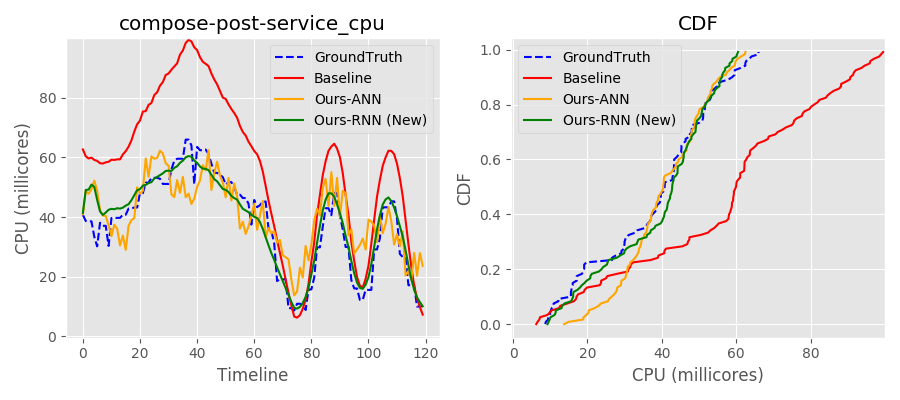 compose-post-service_cpu
CPU (millicores)
80
60
40
20
0
GroundTruth
Baseline
Ours-ANN
Ours-RNN (New)
0 20 40 60 80 100 120
Timeline
CDF
CDF
1.0
0.8
0.6
0.4
0.2
0.0
GroundTruth
Baseline
Ours-ANN
Ours-RNN (New)
0 20 40 60 80
CPU (millicores)